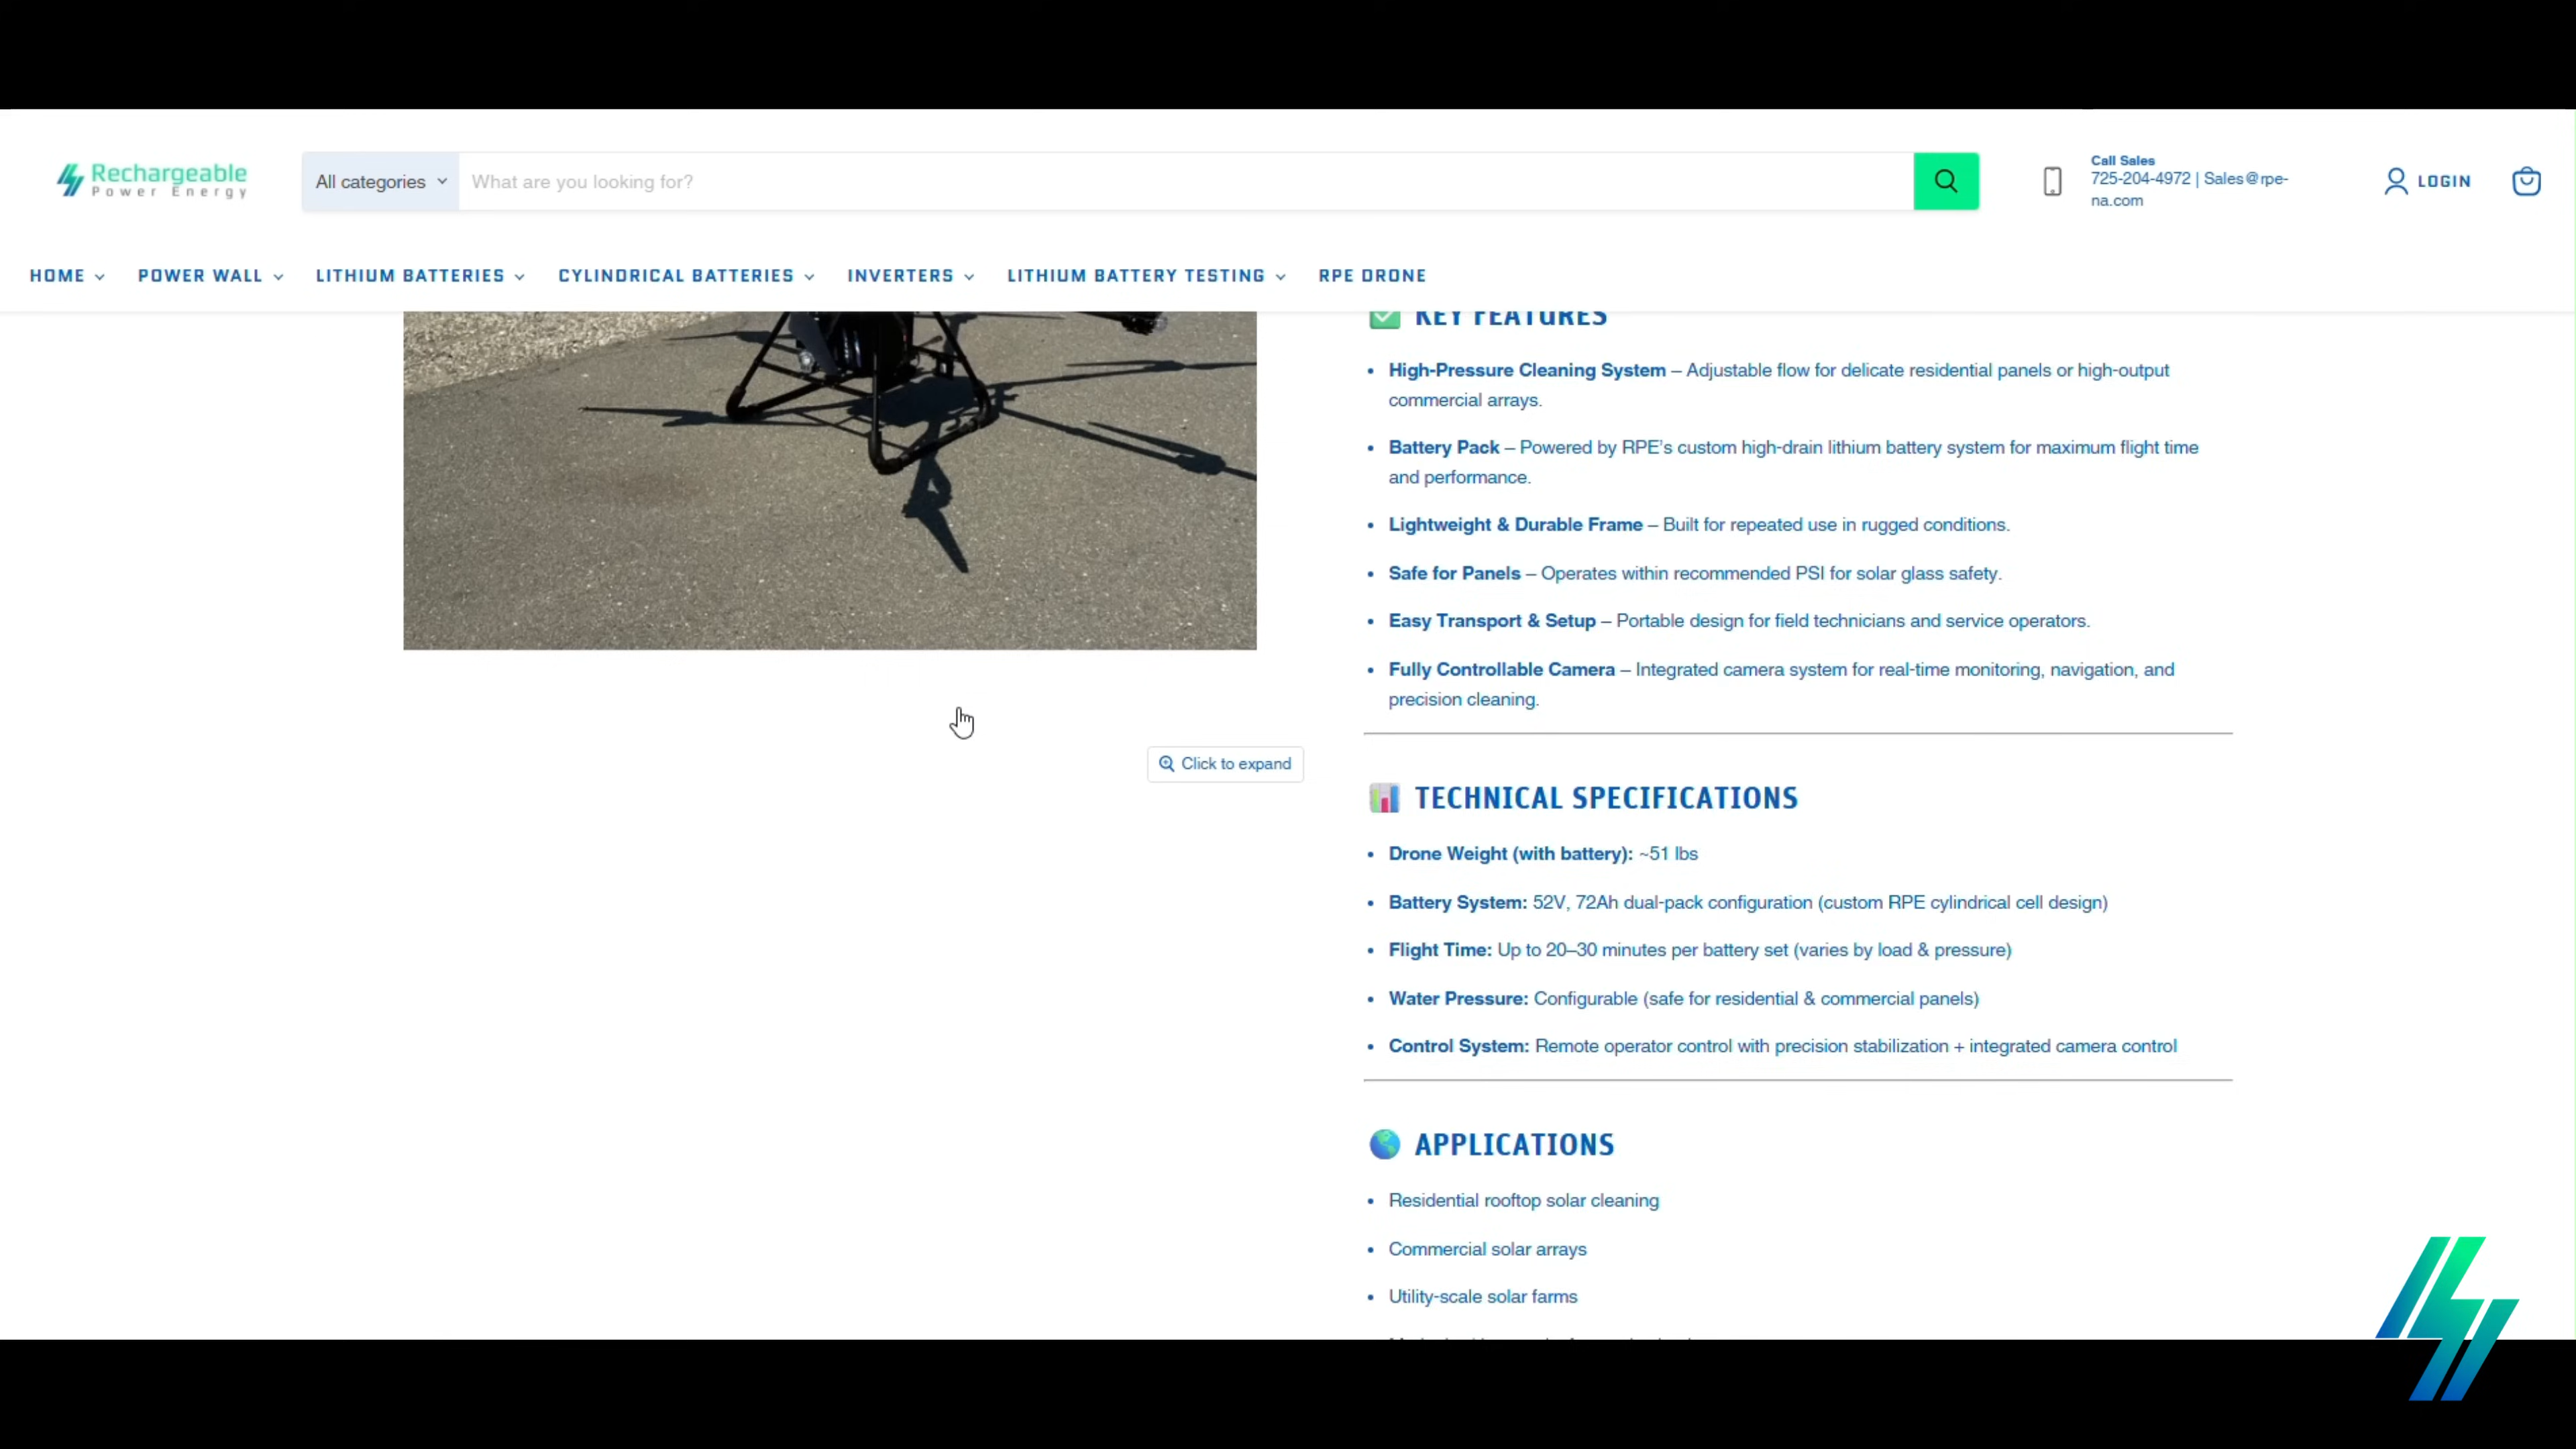 Rechargeable
Power Energy
All categories
What are you looking for?
Call Sales
725-204-4972 | Sales@rpe-
na.com
LOGIN
HOME
POWER WALL
LITHIUM BATTERIES
CYLINDRICAL BATTERIES
INVERTERS
LITHIUM BATTERY TESTING
RPE DRONE
KEY FEATURES
High-Pressure Cleaning System – Adjustable flow for delicate residential panels or high-output
commercial arrays.
Battery Pack – Powered by RPE's custom high-drain lithium battery system for maximum flight time
and performance.
Lightweight & Durable Frame – Built for repeated use in rugged conditions.
Safe for Panels – Operates within recommended PSI for solar glass safety.
Easy Transport & Setup – Portable design for field technicians and service operators.
Fully Controllable Camera – Integrated camera system for real-time monitoring, navigation, and
precision cleaning.
Click to expand
TECHNICAL SPECIFICATIONS
Drone Weight (with battery): ~51 lbs
Battery System: 52V, 72Ah dual-pack configuration (custom RPE cylindrical cell design)
Flight Time: Up to 20–30 minutes per battery set (varies by load & pressure)
Water Pressure: Configurable (safe for residential & commercial panels)
Control System: Remote operator control with precision stabilization + integrated camera control
APPLICATIONS
Residential rooftop solar cleaning
Commercial solar arrays
Utility-scale solar farms